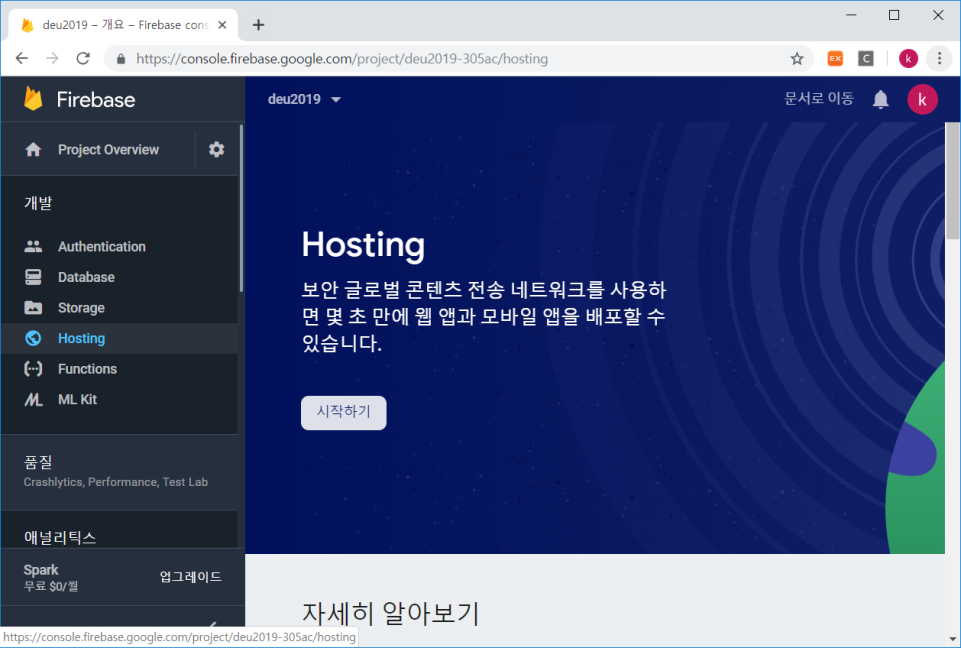 deu2019 – 개요 – Firebase cons
https://console.firebase.google.com/project/deu2019-305ac/hosting
EX
C
k
Firebase
deu2019
문서로 이동
k
Project Overview
개발
Authentication
Database
Storage
Hosting
Functions
ML Kit
품질
Crashlytics, Performance, Test Lab
애널리틱스
Spark
무료 $0/월
업그레이드
Hosting
보안 글로벌 콘텐츠 전송 네트워크를 사용하
면 몇 초 만에 웹 앱과 모바일 앱을 배포할 수
있습니다.
시작하기
자세히 알아보기
https://console.firebase.google.com/project/deu2019-305ac/hosting